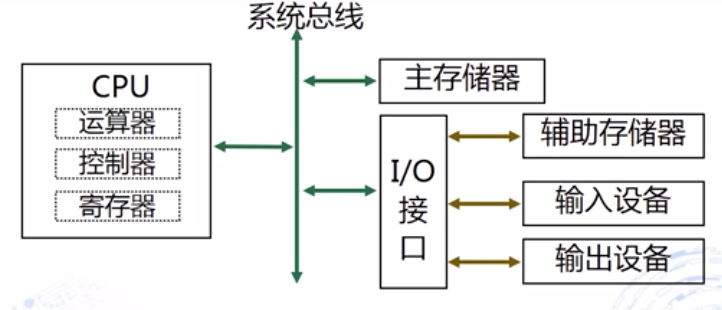 系统总线
CPU
运算器
控制器
寄存器
主存储器
I/O
接
口
辅助存储器
输入设备
输出设备